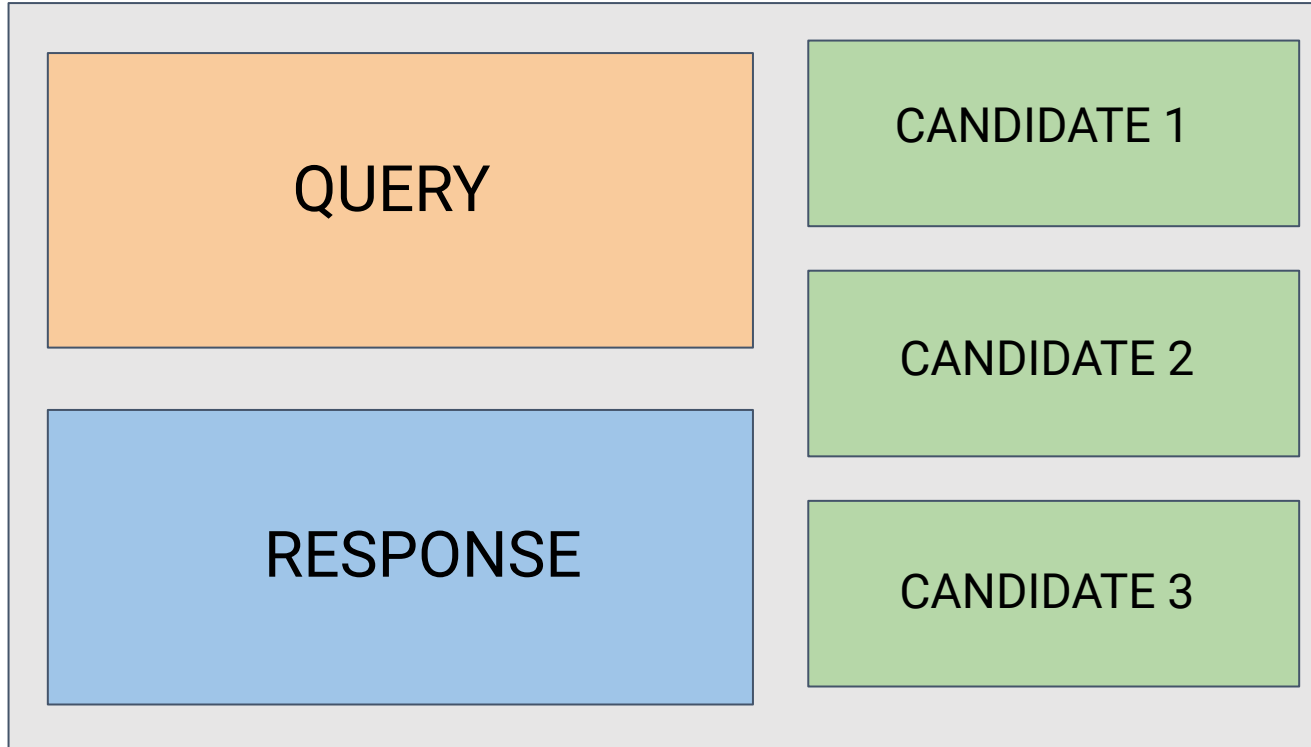 QUERY
RESPONSE
CANDIDATE 1
CANDIDATE 2
CANDIDATE 3